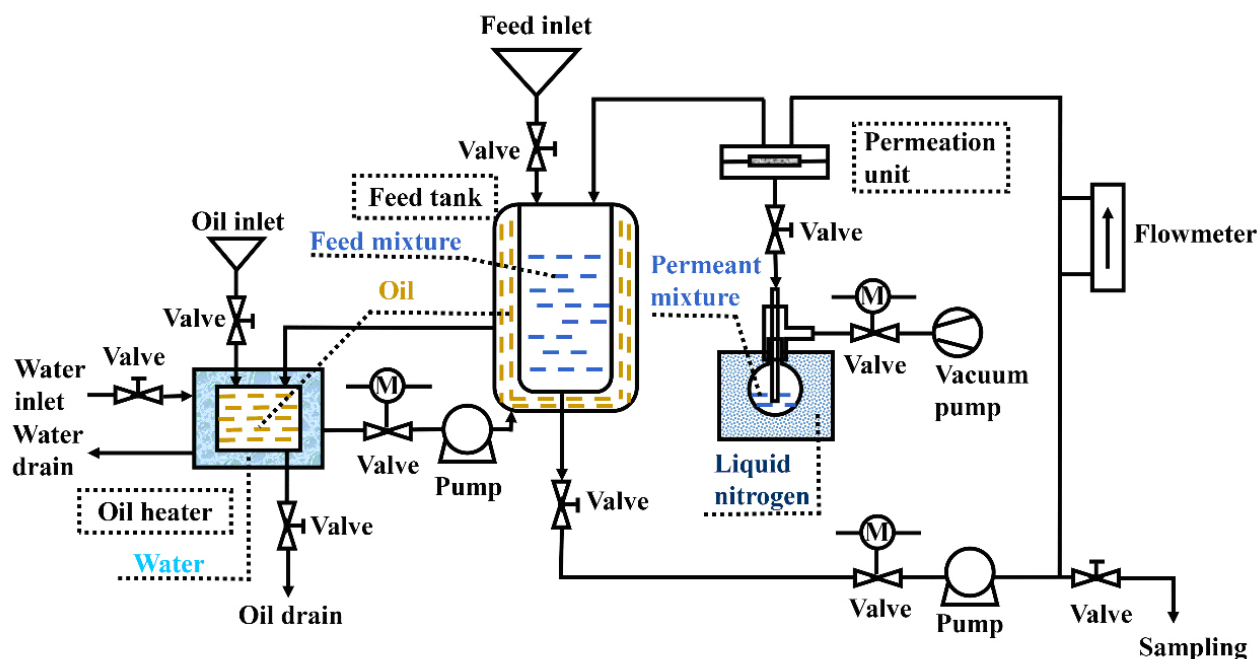 Feed inlet
Valve
Permeation
unit
Feed tank
Oil inlet
Feed mixture
Valve
Flowmeter
Permeant
mixture
Oil
M
Valve
Valve
Valve
Vacuum
pump
Water
inlet
Water
drain
M
Valve
Pump
Liquid
nitrogen
Oil heater
Valve
Valve
M
Water
Oil drain
Valve
Pump
Valve
Sampling